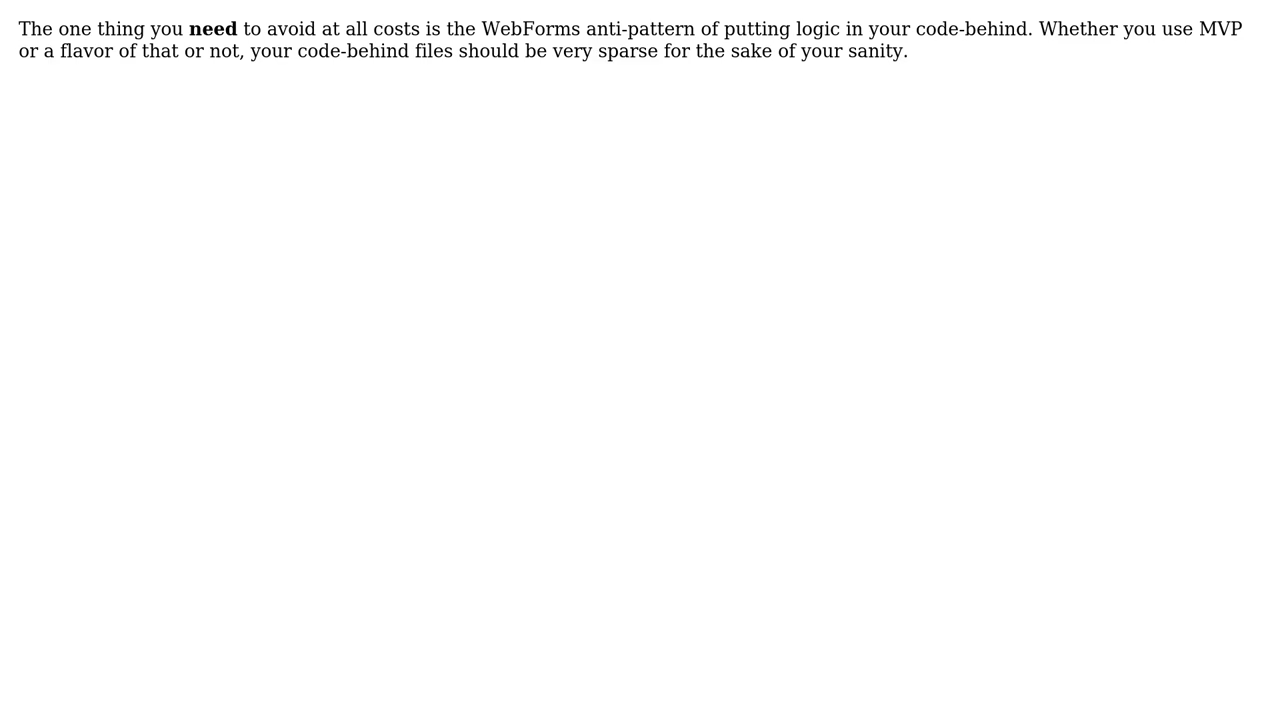 The one thing you need to avoid at all costs is the WebForms anti-pattern of putting logic in your code-behind. Whether you use MVP
or a flavor of that or not, your code-behind files should be very sparse for the sake of your sanity.